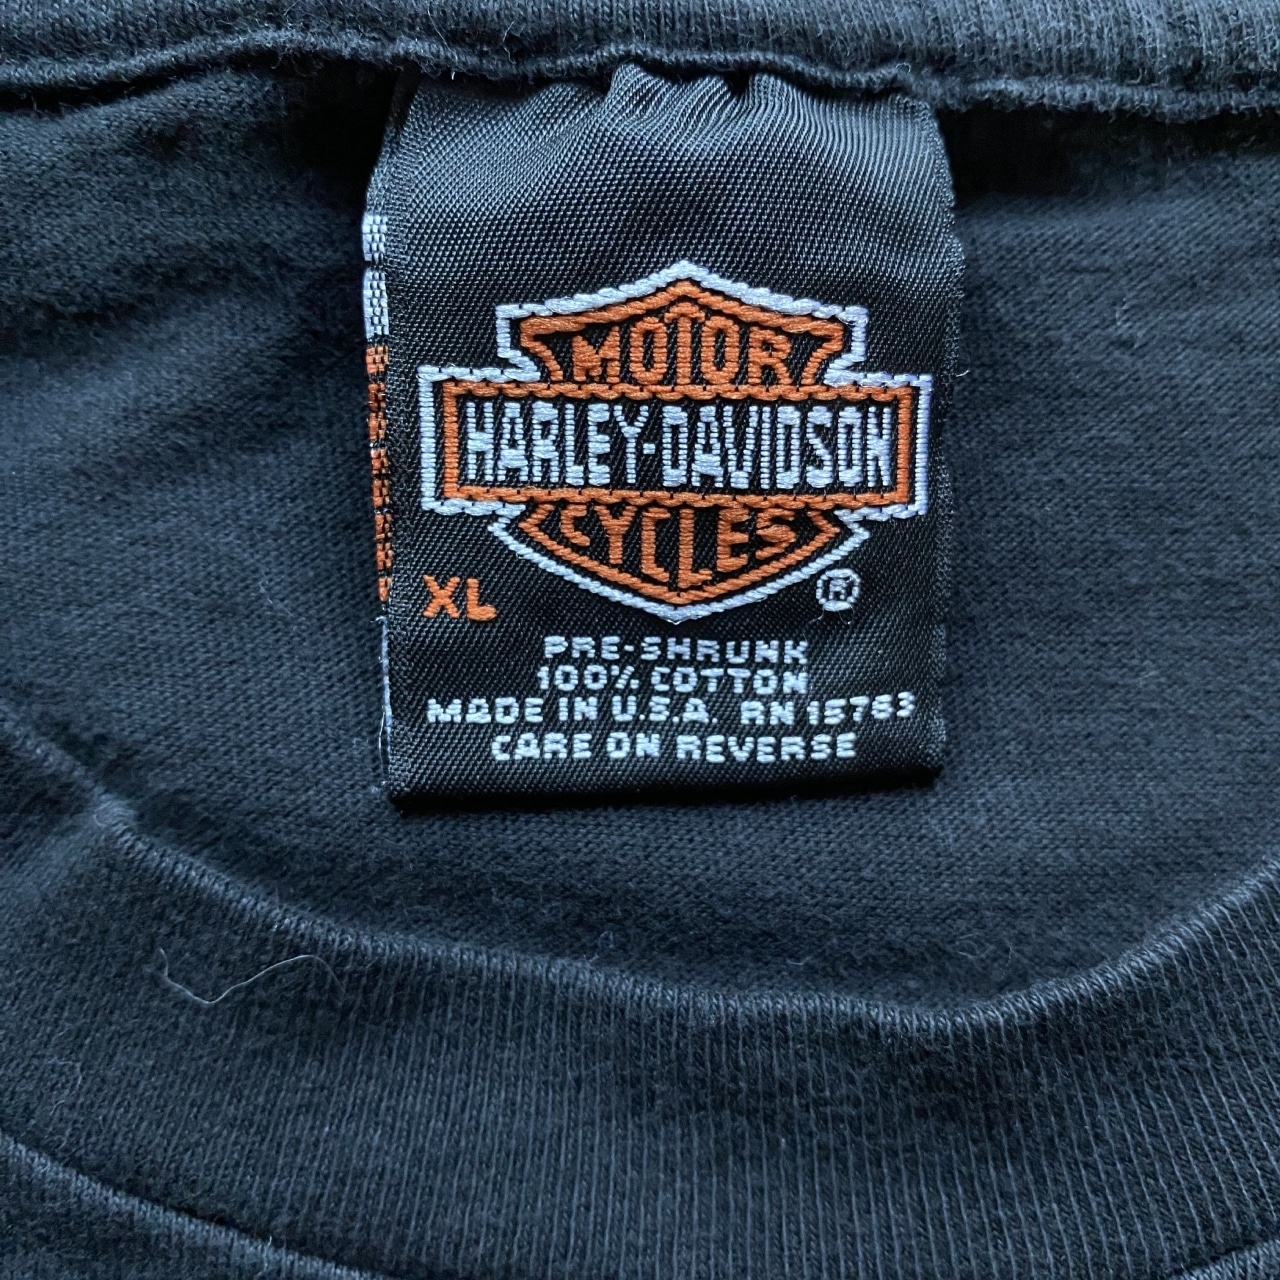 MOTOR
HARLEY-DAVIDSON
CYCLES
XL ®
PRE-SHRUNK
100% COTTON
MADE IN U.S.A. RN 15763
CARE ON REVERSE